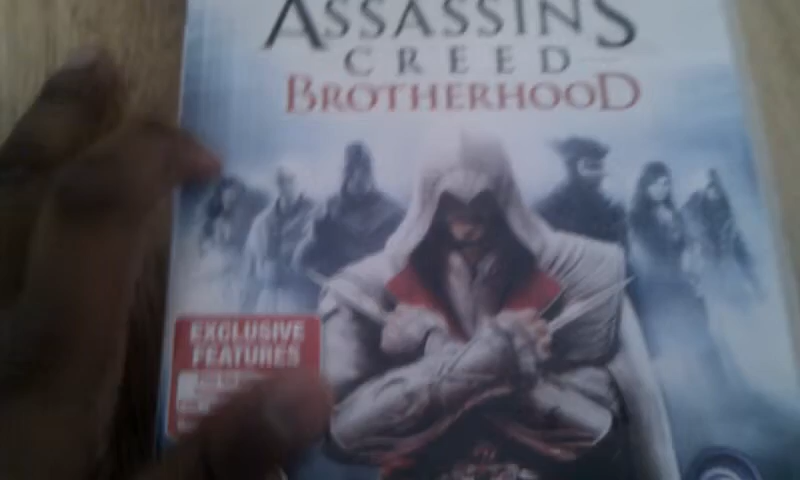 ASSASSINS
CREED
BROTHERHOOD
EXCLUSIVE
FEATURES